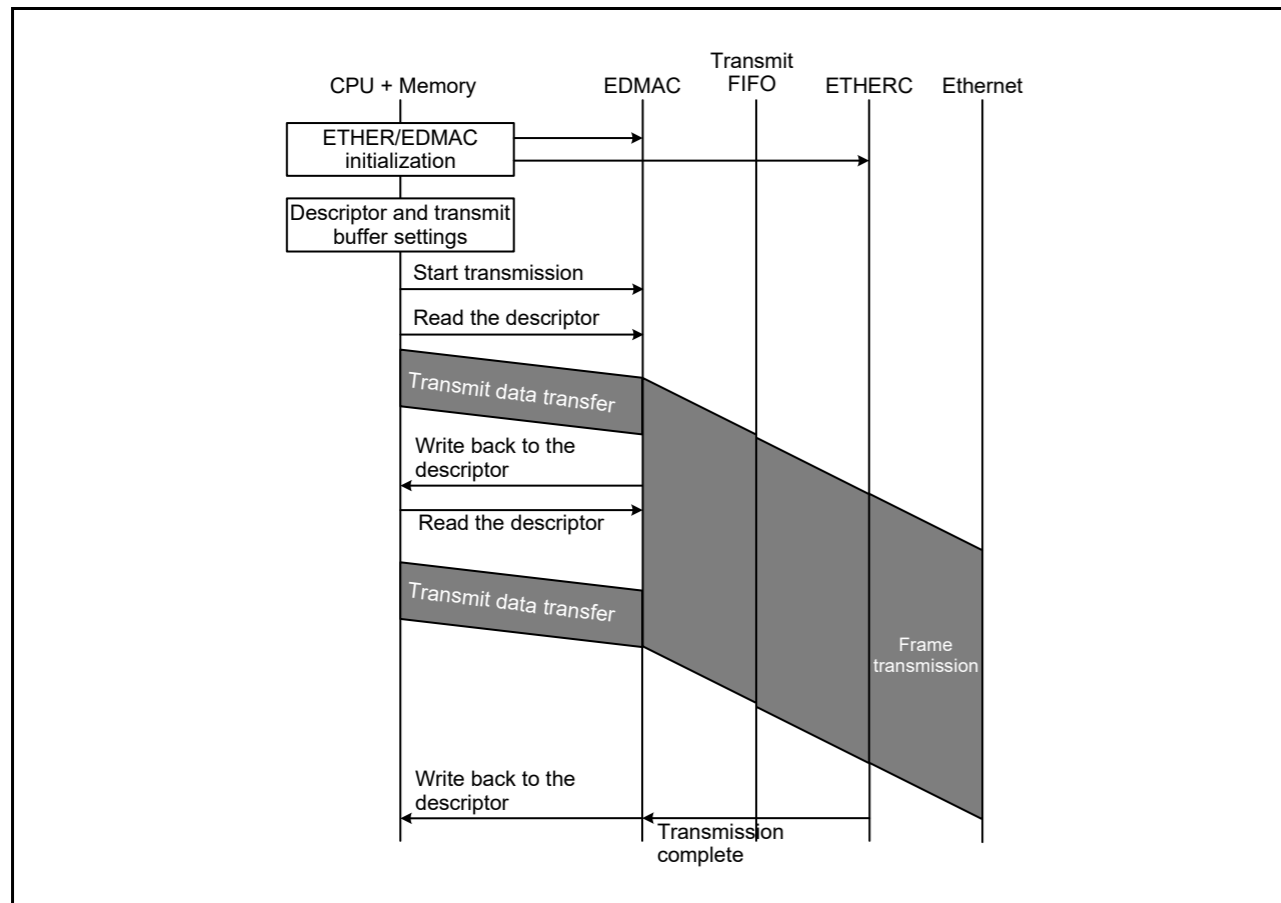 Transmit
FIFO
CPU + Memory
EDMAC
ETHERC
Ethernet
ETHER/EDMAC
initialization
Descriptor and transmit
buffer settings
Start transmission
Read the descriptor
Transmit data transfer
Write back to the
descriptor
Read the descriptor
Transmit data transfer
Frame
transmission
Write back to the
descriptor
Transmission
complete